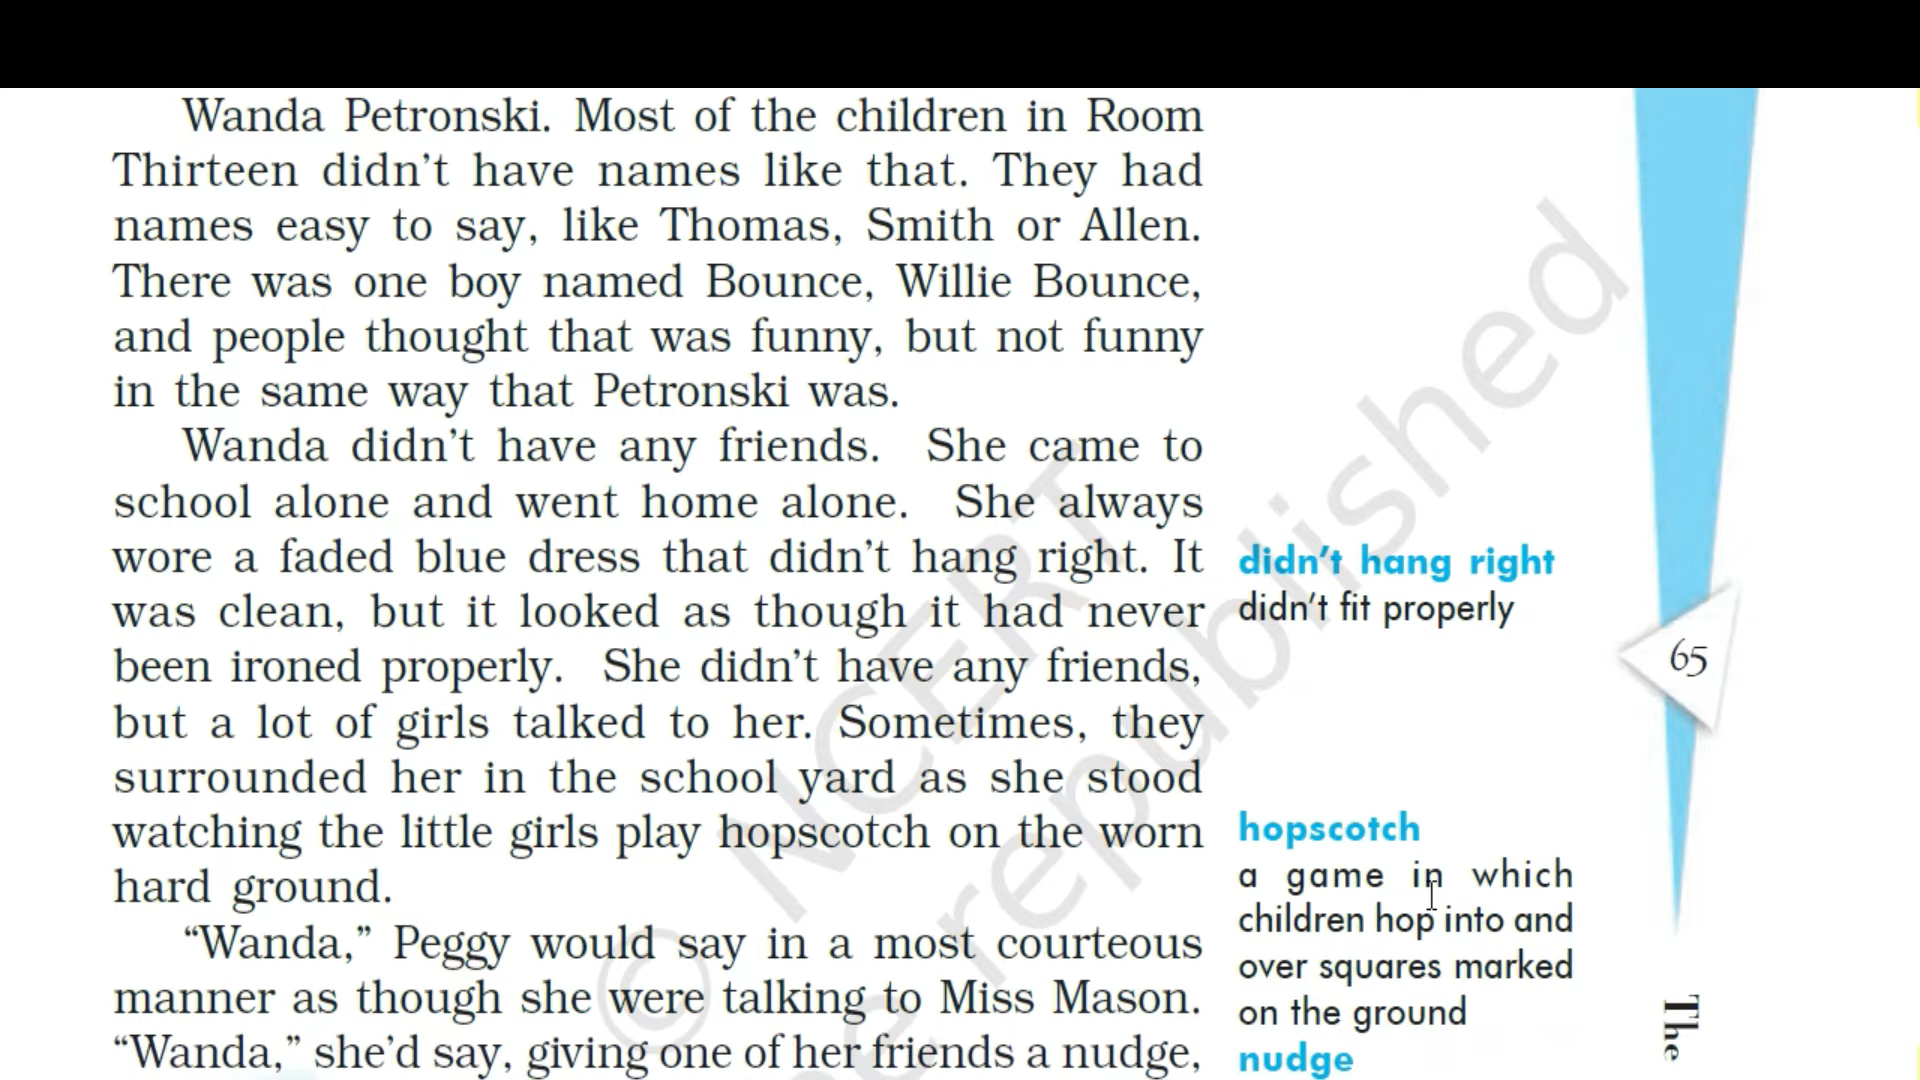 Wanda Petronski. Most of the children in Room
Thirteen didn’t have names like that. They had
names easy to say, like Thomas, Smith or Allen.
There was one boy named Bounce, Willie Bounce,
and people thought that was funny, but not funny
in the same way that Petronski was.
Wanda didn’t have any friends. She came to
school alone and went home alone. She always
wore a faded blue dress that didn’t hang right. It
was clean, but it looked as though it had never
been ironed properly. She didn’t have any friends,
but a lot of girls talked to her. Sometimes, they
surrounded her in the school yard as she stood
watching the little girls play hopscotch on the worn
hard ground.
“Wanda,” Peggy would say in a most courteous
manner as though she were talking to Miss Mason.
“Wanda,” she’d say, giving one of her friends a nudge,
didn’t hang right
didn’t fit properly
hopscotch
a game in which
children hop into and
over squares marked
on the ground
nudge
65
The
© NCERT
be republished